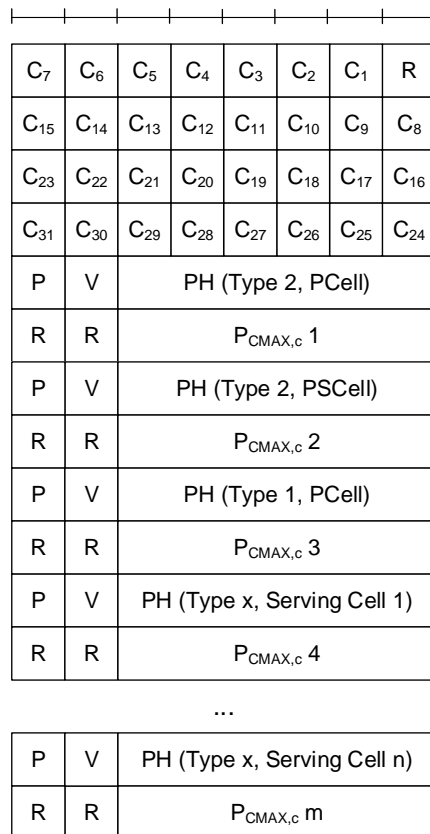 C7 C6 C5 C4 C3 C2 C1 R
C15 C14 C13 C12 C11 C10 C9 C8
C23 C22 C21 C20 C19 C18 C17 C16
C31 C30 C29 C28 C27 C26 C25 C24
P V PH (Type 2, PCell)
R R PCMAX,c 1
P V PH (Type 2, PSCell)
R R PCMAX,c 2
P V PH (Type 1, PCell)
R R PCMAX,c 3
P V PH (Type x, Serving Cell 1)
R R PCMAX,c 4
...
P V PH (Type x, Serving Cell n)
R R PCMAX,c m